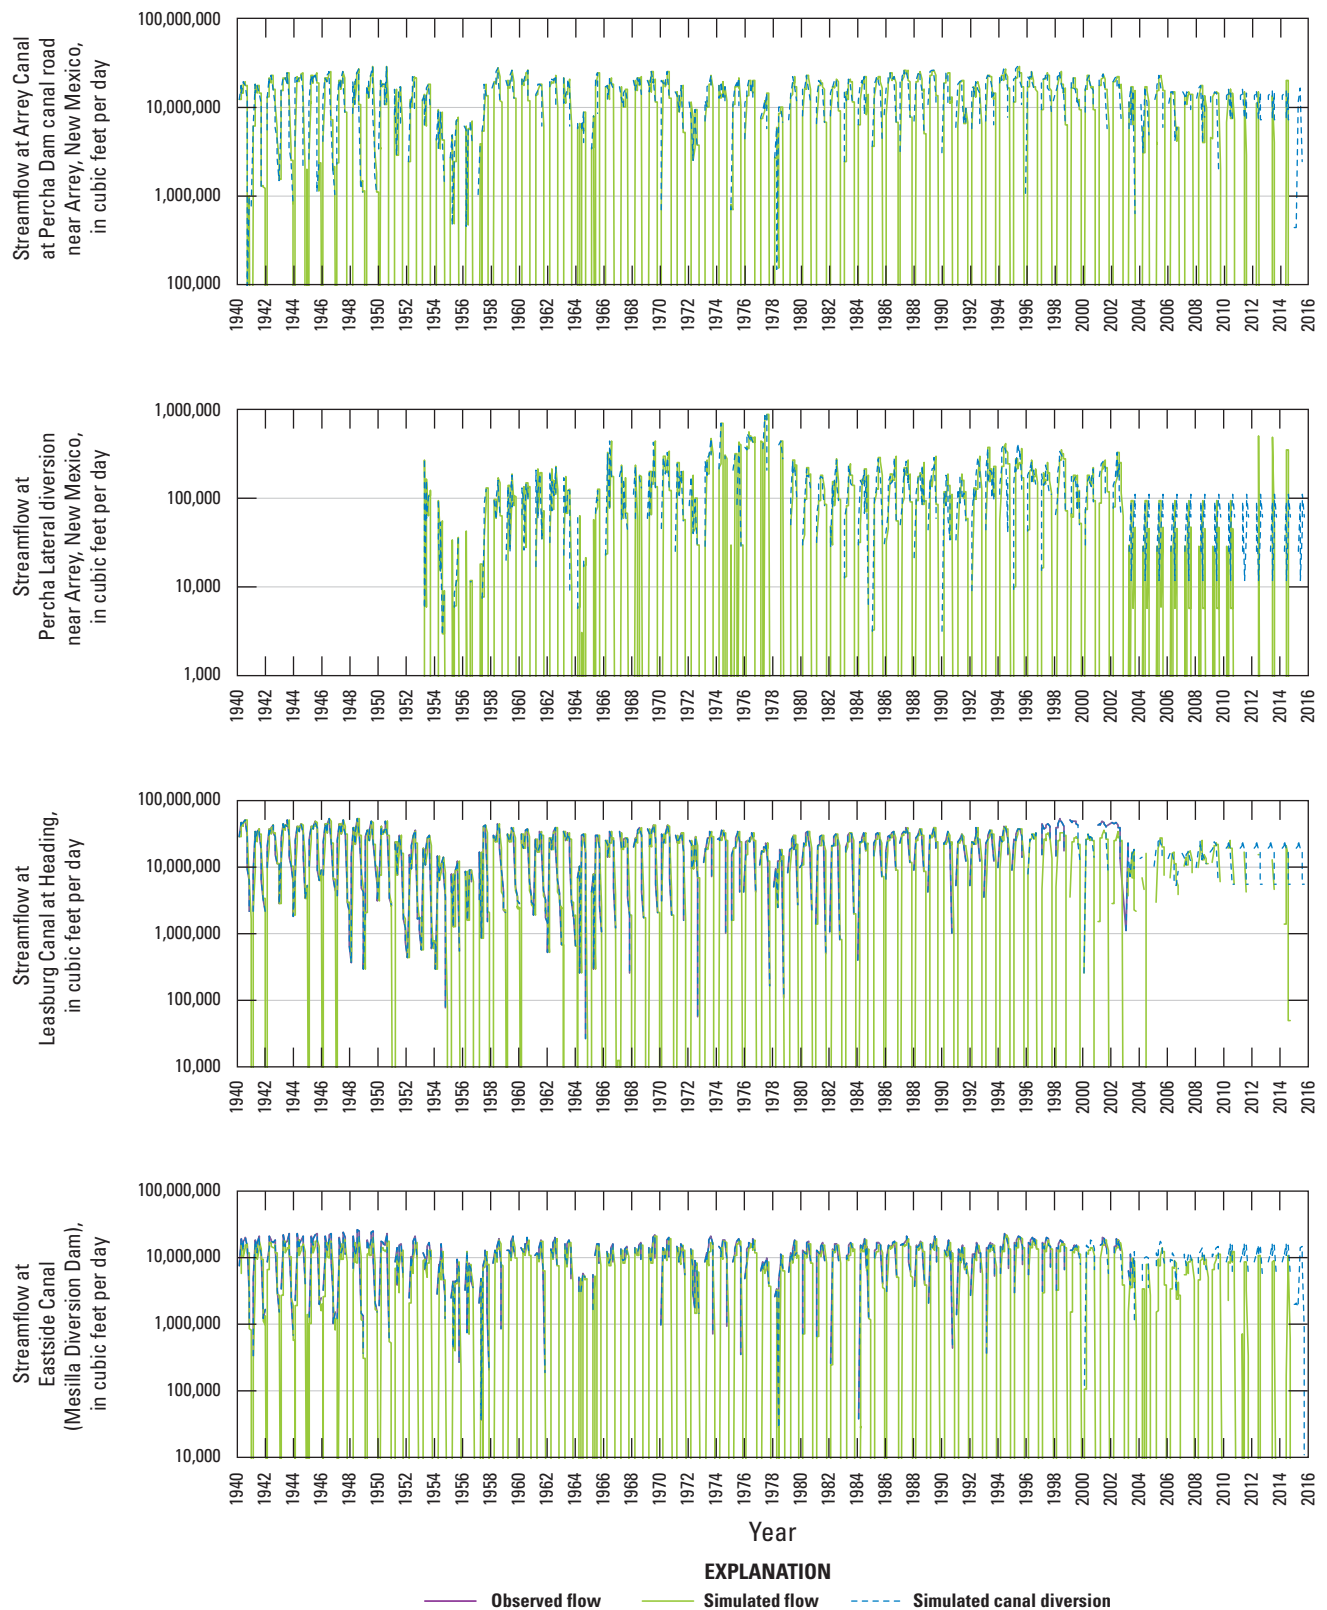 Streamflow at Arrey Canal
at Percha Dam canal road
near Arrey, New Mexico,
in cubic feet per day
100,000,000
10,000,000
1,000,000
100,000
1940 1942 1944 1946 1948 1950 1952 1954 1956 1958 1960 1962 1964 1966 1968 1970 1972 1974 1976 1978 1980 1982 1984 1986 1988 1990 1992 1994 1996 1998 2000 2002 2004 2006 2008 2010 2012 2014 2016
Streamflow at
Percha Lateral diversion
near Arrey, New Mexico,
in cubic feet per day
1,000,000
100,000
10,000
1,000
1940 1942 1944 1946 1948 1950 1952 1954 1956 1958 1960 1962 1964 1966 1968 1970 1972 1974 1976 1978 1980 1982 1984 1986 1988 1990 1992 1994 1996 1998 2000 2002 2004 2006 2008 2010 2012 2014 2016
Streamflow at
Leasburg Canal at Heading,
in cubic feet per day
100,000,000
10,000,000
1,000,000
100,000
10,000
1940 1942 1944 1946 1948 1950 1952 1954 1956 1958 1960 1962 1964 1966 1968 1970 1972 1974 1976 1978 1980 1982 1984 1986 1988 1990 1992 1994 1996 1998 2000 2002 2004 2006 2008 2010 2012 2014 2016
Streamflow at
Eastside Canal
(Mesilla Diversion Dam),
in cubic feet per day
100,000,000
10,000,000
1,000,000
100,000
10,000
1940 1942 1944 1946 1948 1950 1952 1954 1956 1958 1960 1962 1964 1966 1968 1970 1972 1974 1976 1978 1980 1982 1984 1986 1988 1990 1992 1994 1996 1998 2000 2002 2004 2006 2008 2010 2012 2014 2016
Year
EXPLANATION
Observed flow Simulated flow Simulated canal diversion